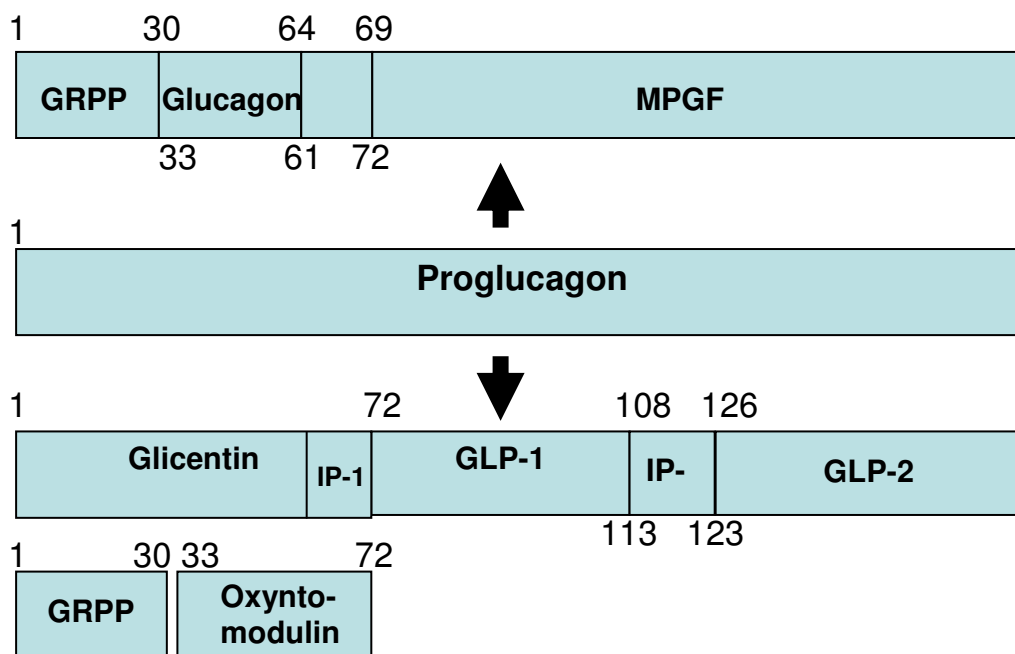 1 30 64 69
GRPP Glucagon MPGF
33 61 72
1
Proglucagon
1 72 108 126
Glicentin IP-1 GLP-1 IP- GLP-2
113 123
1 30 33 72
GRPP Oxynto-
modulin